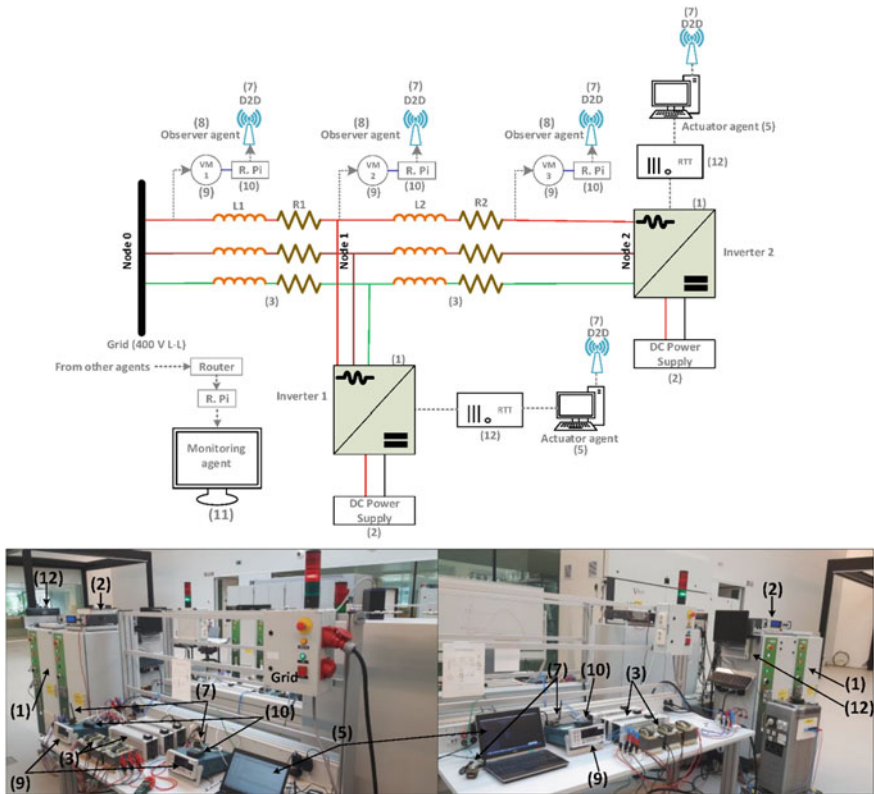 (7)
D2D
Actuator agent (5)
RTT
(12)
(7)
D2D
(8)
Observer agent
(7)
D2D
(8)
Observer agent
(7)
D2D
(8)
Observer agent
VM
1
R. Pi
(9)
(10)
VM
2
R. Pi
(9)
(10)
VM
3
R. Pi
(9)
(10)
L1
R1
L2
R2
(1)
Node 0
Node 1
Node 2
Inverter 2
(3)
(3)
Grid (400 V L-L)
DC Power
Supply
(2)
(7)
D2D
From other agents
Router
R. Pi
(1)
Inverter 1
RTT
(12)
Actuator agent
(5)
Monitoring
agent
(11)
DC Power
Supply
(2)
(12)
(2)
Grid
(1)
(7)
(10)
(3)
(9)
(5)
(2)
(7)
(10)
(3)
(1)
(12)
(9)